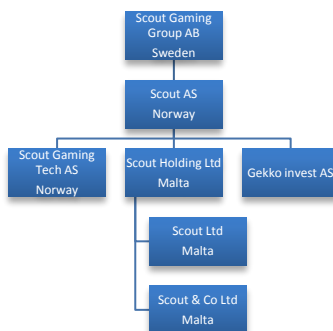 Scout Gaming
Group AB
Sweden
Scout AS
Norway
Scout Gaming
Tech AS
Norway
Scout Holding Ltd
Malta
Gekko invest AS
Scout Ltd
Malta
Scout & Co Ltd
Malta